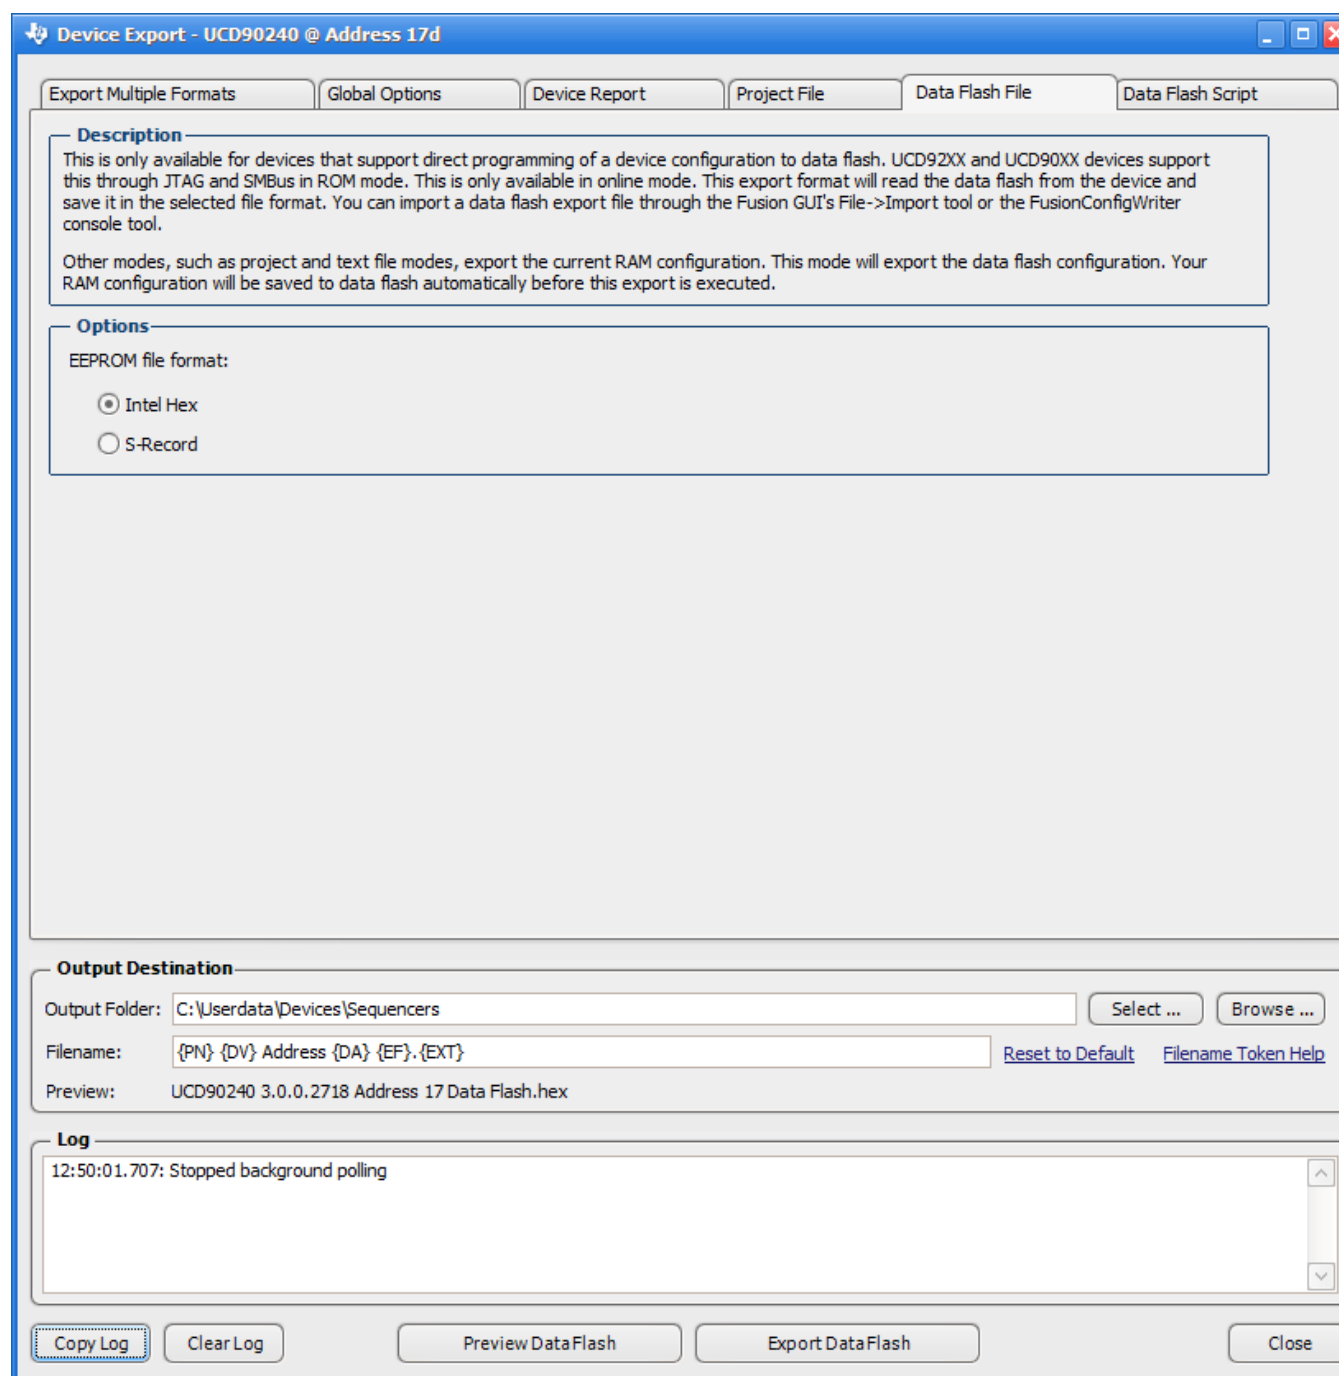 Device Export - UCD90240 @ Address 17d
Export Multiple Formats
Global Options
Device Report
Project File
Data Flash File
Data Flash Script
Description
This is only available for devices that support direct programming of a device configuration to data flash. UCD92XX and UCD90XX devices support
this through JTAG and SMBus in ROM mode. This is only available in online mode. This export format will read the data flash from the device and
save it in the selected file format. You can import a data flash export file through the Fusion GUI's File->Import tool or the FusionConfigWriter
console tool.
Other modes, such as project and text file modes, export the current RAM configuration. This mode will export the data flash configuration. Your
RAM configuration will be saved to data flash automatically before this export is executed.
Options
EEPROM file format:
Intel Hex
S-Record
Output Destination
Output Folder: C:\Userdata\Devices\Sequencers Select ... Browse ...
Filename: {PN} {DV} Address {DA} {EF}.{EXT} Reset to Default Filename Token Help
Preview: UCD90240 3.0.0.2718 Address 17 Data Flash.hex
Log
12:50:01.707: Stopped background polling
Copy Log Clear Log Preview DataFlash Export DataFlash Close